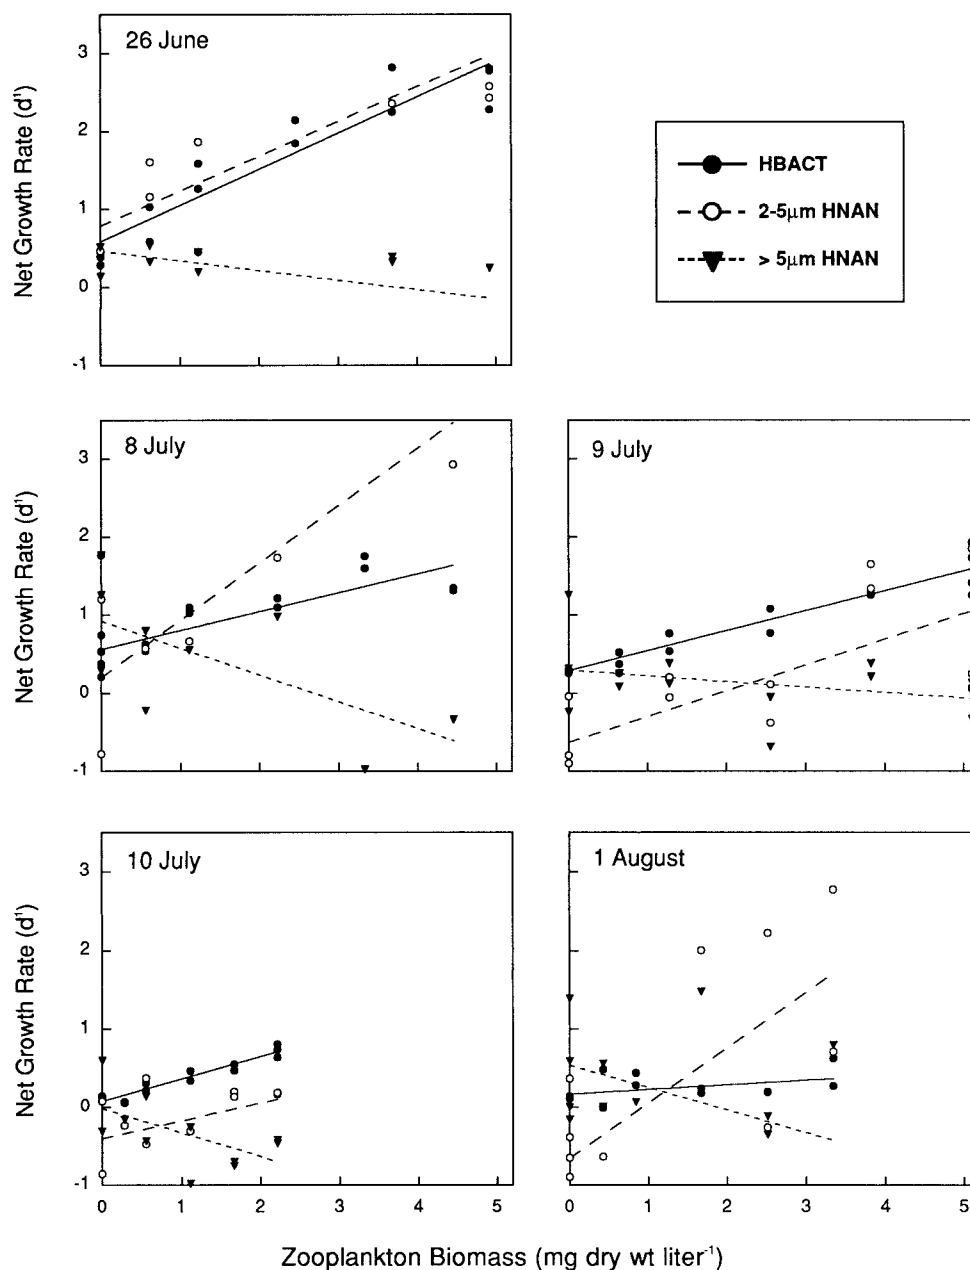 26 June
3
2
1
0
-1
Net Growth Rate (d¹)
HBACT
2-5µm HNAN
> 5µm HNAN
8 July
3
2
1
0
-1
Net Growth Rate (d¹)
9 July
10 July
3
2
1
0
-1
0 1 2 3 4 5
Net Growth Rate (d¹)
1 August
0 1 2 3 4 5
Zooplankton Biomass (mg dry wt liter⁻¹)